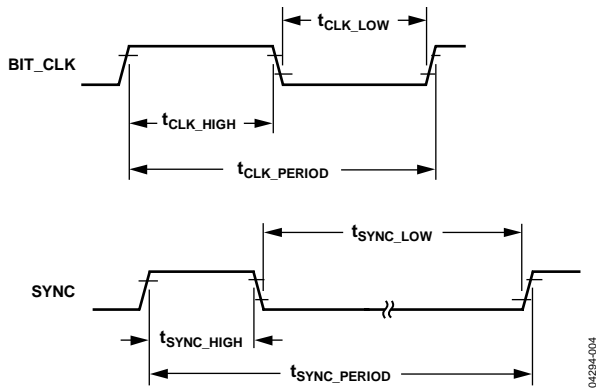 tCLK_LOW
BIT_CLK
tCLK_HIGH
tCLK_PERIOD
tSYNC_LOW
SYNC
tSYNC_HIGH
tSYNC_PERIOD
04294-004